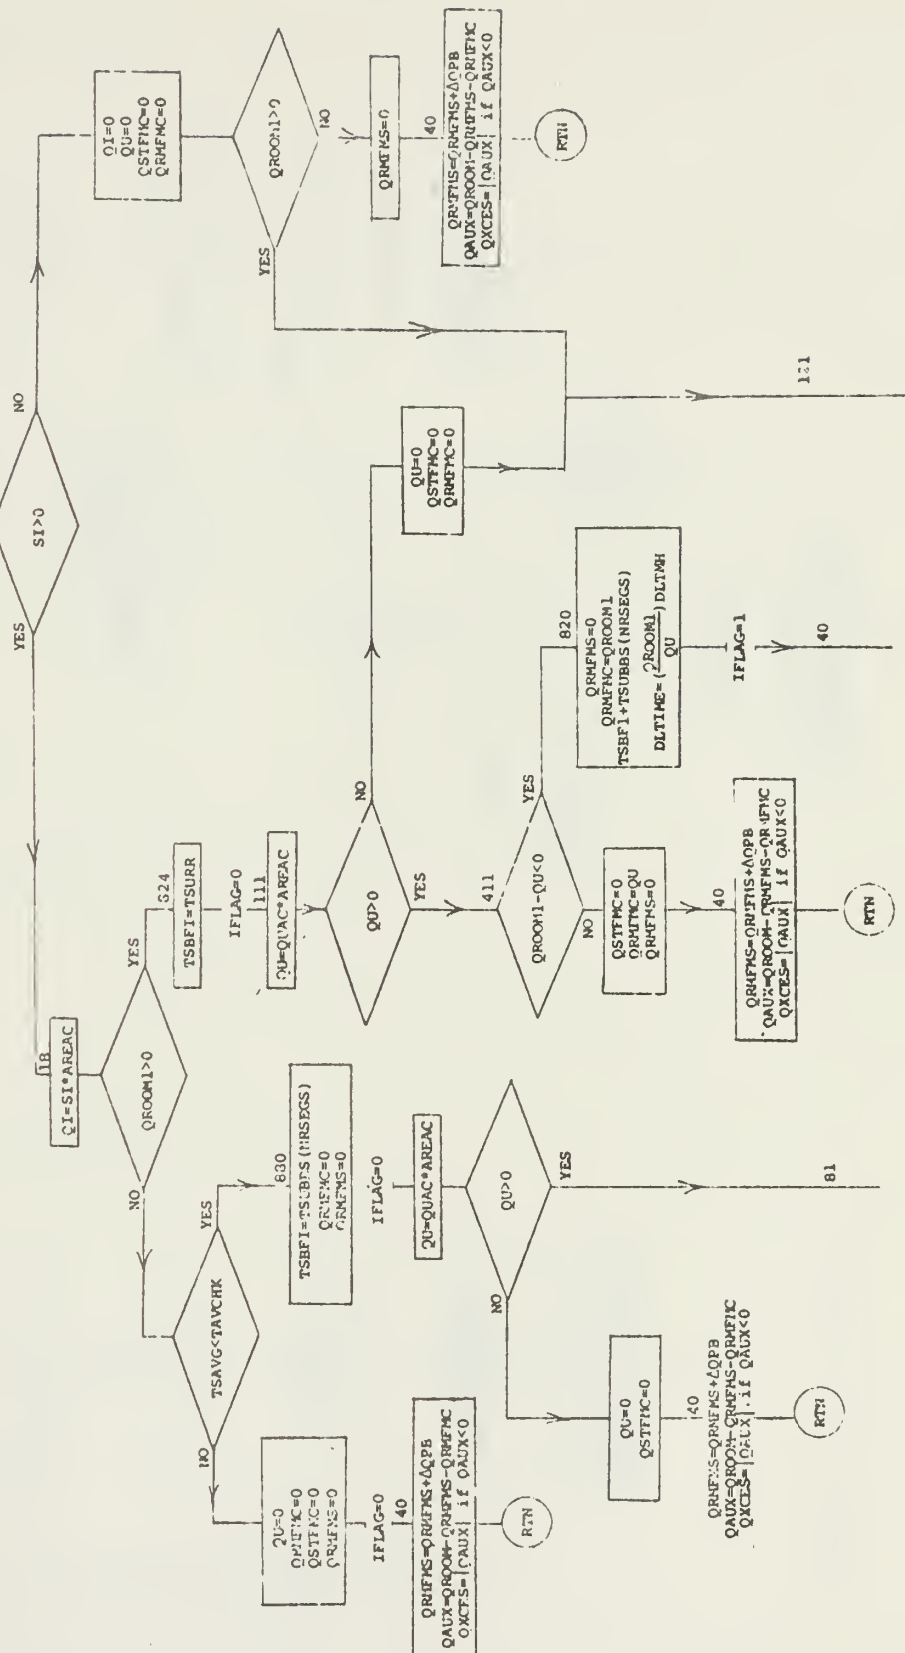 SI>0
YES
NO
18
QI=SI*AREAC
QROOM1>0
NO
YES
TSAVG<TAVCHK
NO
YES
QU=0
QRMFMC=0
QSTFMC=0
QRMFMS=0
IFLAG=0
40
QRMFMS=QRMFMS+ΔQPB
QAUX=QROOM-QRMFMS-QRMFMC
QXCES=|QAUX| if QAUX<0
RTN
830
TSBFI=TSUBBS(NRSEGS)
QRMFMC=0
QRMFMS=0
IFLAG=0
QU=QUAC*AREAC
QU>0
NO
YES
QU=0
QSTFMC=0
40
QRMFMS=QRMFMS+ΔQPB
QAUX=QROOM-QRMFMS-QRMFMC
QXCES=|QAUX|.if QAUX<0
RTN
81
824
TSBFI=TSURR
IFLAG=0
111
QU=QUAC*AREAC
QU>0
NO
YES
411
QROOM1-QU<0
NO
YES
QSTFMC=0
QRMFMC=QU
QRMFMS=0
40
QRMFMS=QRMFMS+ΔQPB
QAUX=QROOM-QRMFMS-QRMFMC
QXCES=|QAUX| if QAUX<0
RTN
820
QRMFMS=0
QRMFMC=QROOM1
TSBF1+TSUBBS(NRSEGS)
DLTIME=(QROOM1/QU)DLTMH
IFLAG=1
40
QU=0
QSTFMC=0
QRMFMC=0
QI=0
QU=0
QSTFMC=0
QRMFMC=0
QROOM1>0
YES
NO
QRMFMS=0
40
QRMFMS=QRMFMS+ΔQPB
QAUX=QROOM-QRMFMS-QRMFMC
QXCES=|QAUX| if QAUX<0
RTN